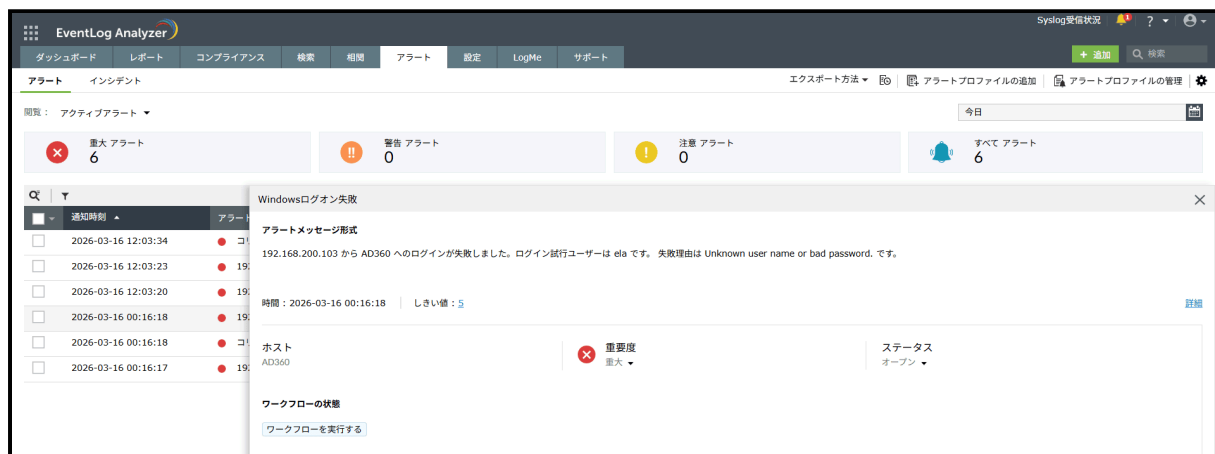 Syslog受信状況 1 ?
EventLog Analyzer
ダッシュボード レポート コンプライアンス 検索 相関 アラート 設定 LogMe サポート + 追加 検索
アラート インシデント エクスポート方法 アラートプロファイルの追加 アラートプロファイルの管理
閲覧： アクティブアラート 今日
重大 アラート 警告 アラート 注意 アラート すべて アラート
6 0 0 6
Windowsログオン失敗
通知時刻 アラート
アラートメッセージ形式
2026-03-16 12:03:34 コリ
192.168.200.103 から AD360 へのログインが失敗しました。ログイン試行ユーザーは ela です。 失敗理由は Unknown user name or bad password. です。
2026-03-16 12:03:23 192
2026-03-16 12:03:20 192
時間：2026-03-16 00:16:18 しきい値：5 詳細
2026-03-16 00:16:18 192
2026-03-16 00:16:18 コリ
ホスト 重要度 ステータス
AD360 重大 オープン
2026-03-16 00:16:17 192
ワークフローの状態
ワークフローを実行する